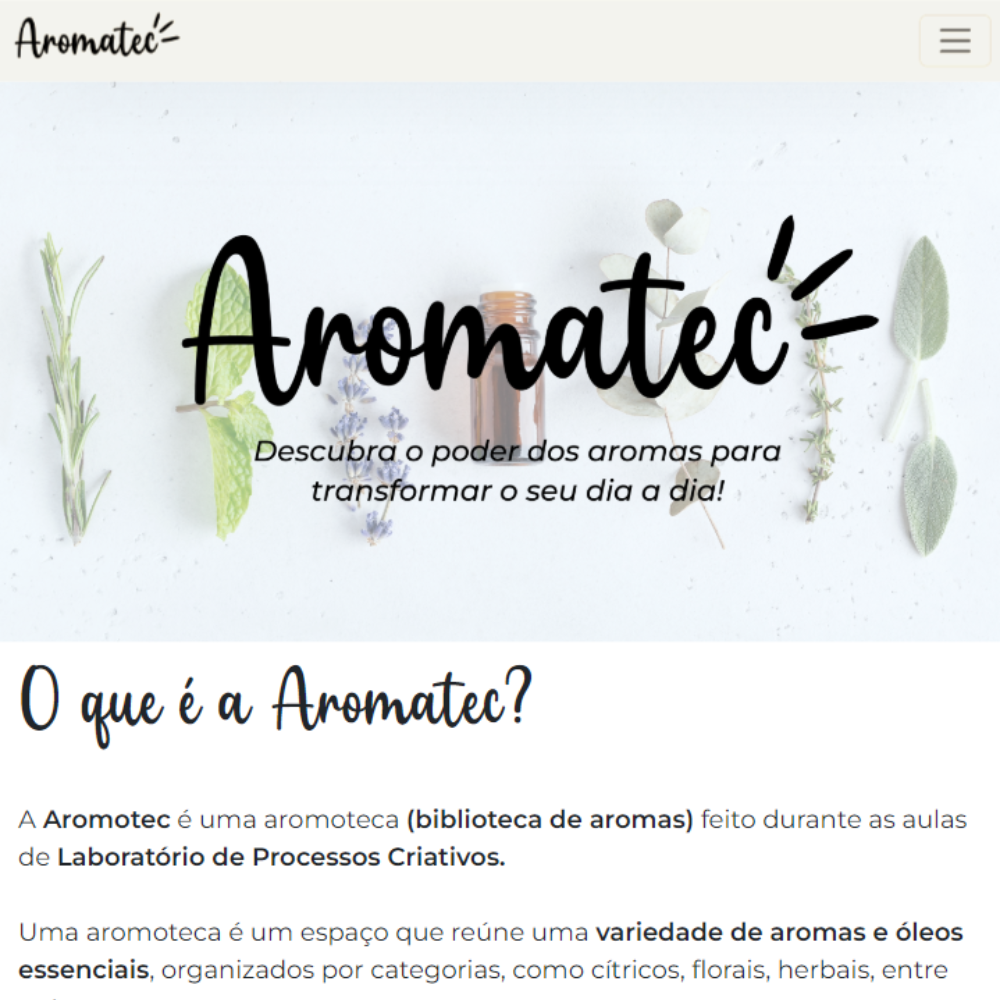 Aromatec
Aromatec
Descubra o poder dos aromas para
transformar o seu dia a dia!
O que é a Aromatec?
A Aromotec é uma aromoteca (biblioteca de aromas) feito durante as aulas
de Laboratório de Processos Criativos.
Uma aromoteca é um espaço que reúne uma variedade de aromas e óleos
essenciais, organizados por categorias, como cítricos, florais, herbais, entre